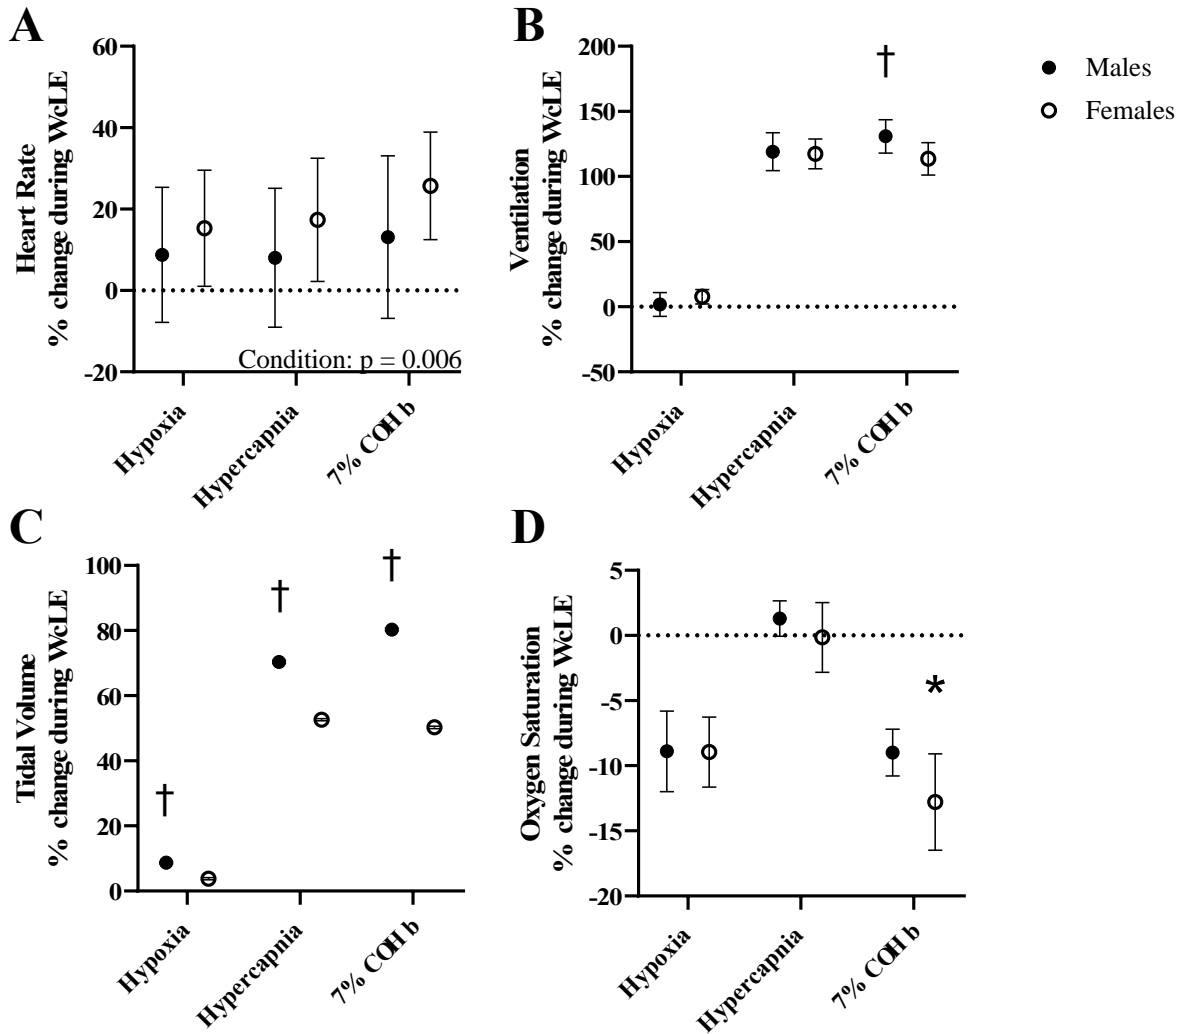 A
60
40
20
0
-20
Heart Rate
% change during WcLE
Condition: p = 0.006
Hypoxia
Hypercapnia
7% COHb
B
200
150
100
50
0
-50
Ventilation
% change during WcLE
†
Hypoxia
Hypercapnia
7% COHb
Males
Females
C
100
80
60
40
20
0
Tidal Volume
% change during WcLE
†
†
†
Hypoxia
Hypercapnia
7% COHb
D
5
0
-5
-10
-15
-20
Oxygen Saturation
% change during WcLE
*
Hypoxia
Hypercapnia
7% COHb